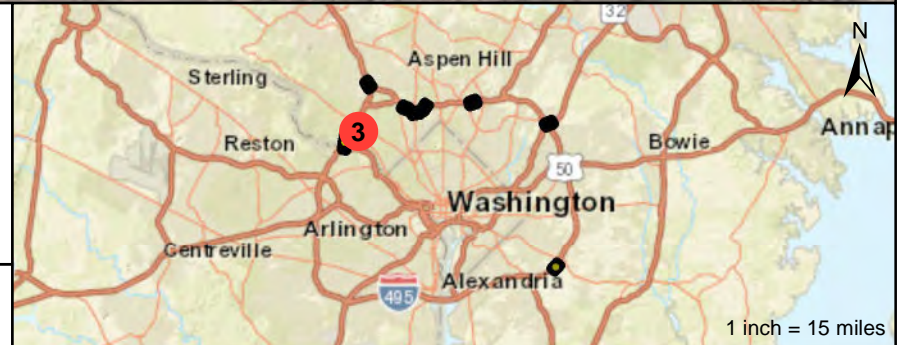 32
N
Aspen Hill
Sterling
3
Reston
Bowie
Annap
50
Washington
Arlington
Centreville
Alexandria
495
1 inch = 15 miles